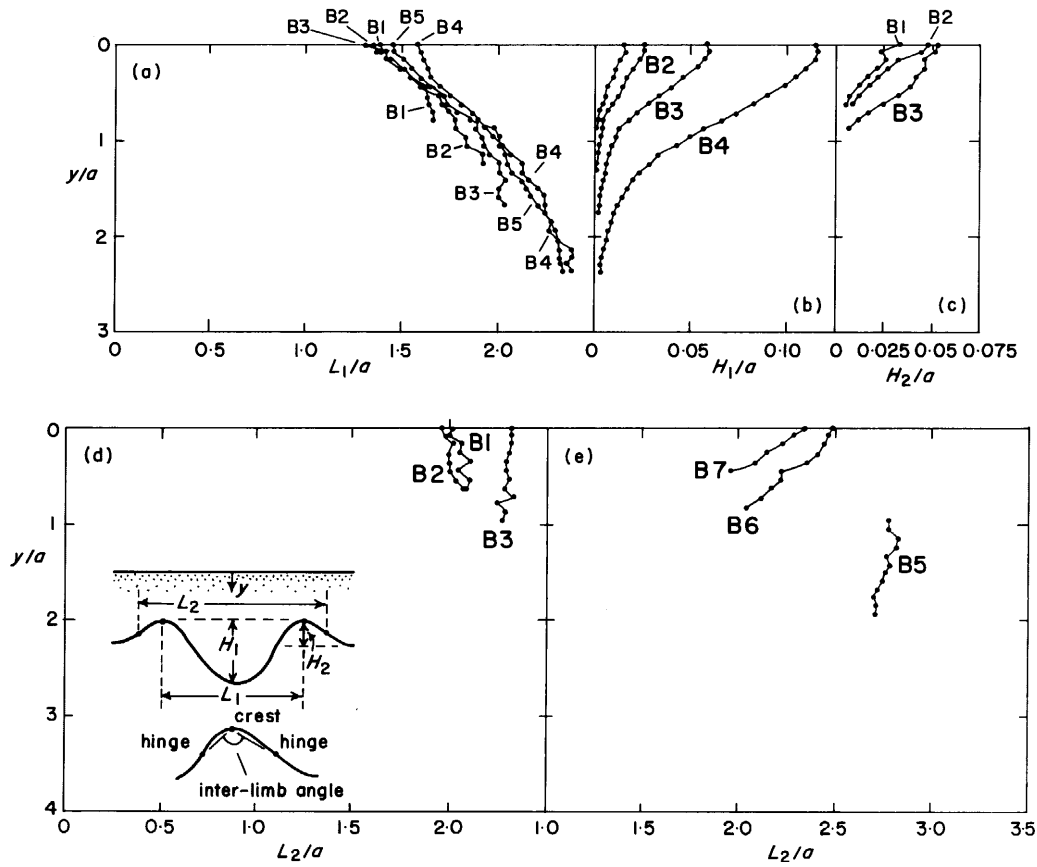 B3 B2 B1 B5 B4 B1 B2
0
(a) B2 B3
B3
B1
1
B4
B2 B4
y/a
B3
B5
2
B4
(b) (c)
3
0 0·5 1·0 1·5 2·0 0 0·05 0·10 0 0·025 0·05 0·075
L₁/a H₁/a H₂/a
0
(d) B1 (e)
B2 B7
B3 B6
1
B5
y/a
y
L₂
2
H₁
H₂
L₁
3
crest
hinge hinge
inter-limb angle
4
0 0·5 1·0 1·5 2·0 1·0 1·5 2·0 2·5 3·0 3·5
L₂/a L₂/a